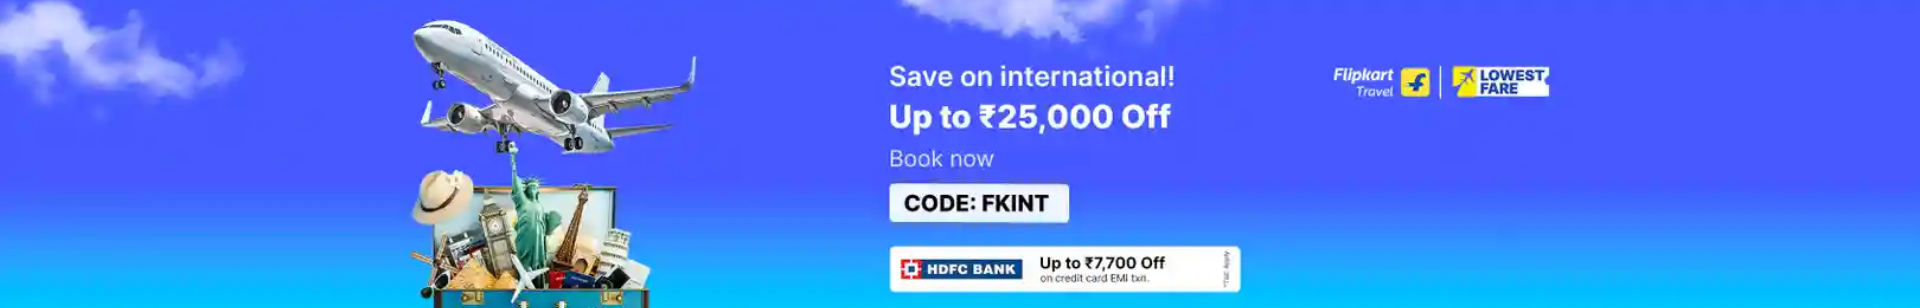 Save on international!
Up to ₹25,000 Off
Book now
CODE: FKINT
HDFC BANK
Up to ₹7,700 Off
on credit card EMI txn.
Flipkart
Travel
LOWEST
FARE